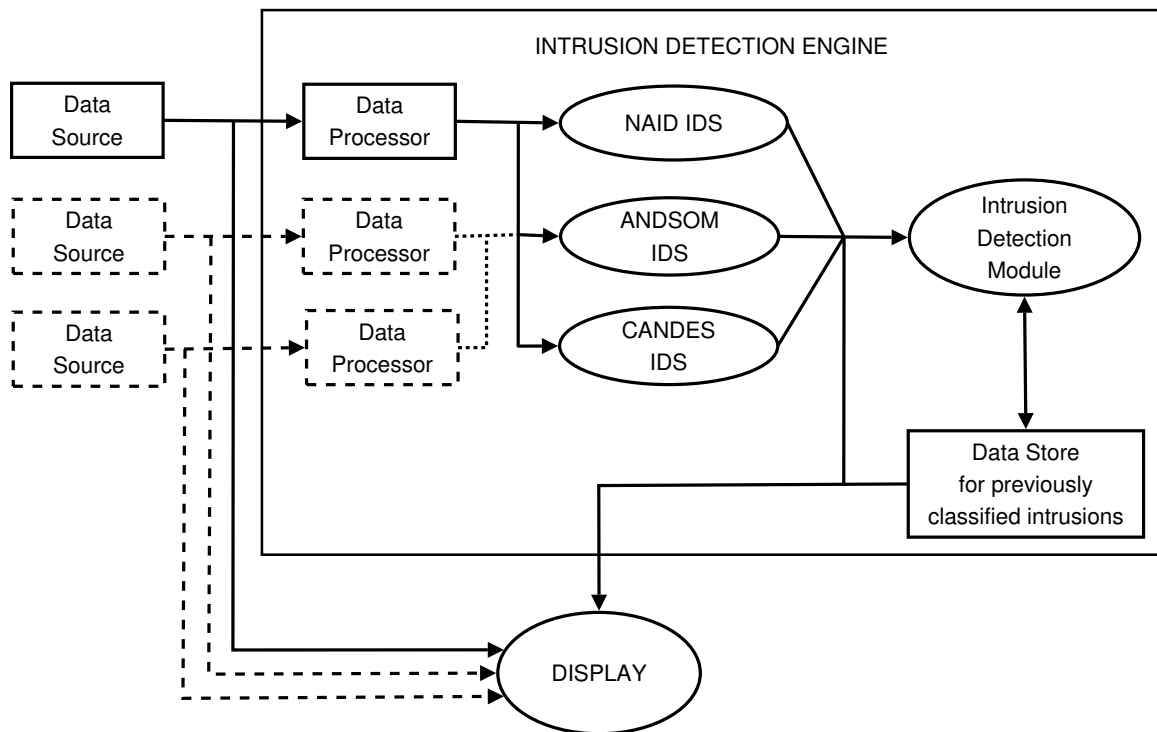 INTRUSION DETECTION ENGINE
Data
Source
Data
Processor
NAID IDS
Data
Source
Data
Processor
ANDSOM
IDS
Intrusion
Detection
Module
Data
Source
Data
Processor
CANDES
IDS
Data Store
for previously
classified intrusions
DISPLAY